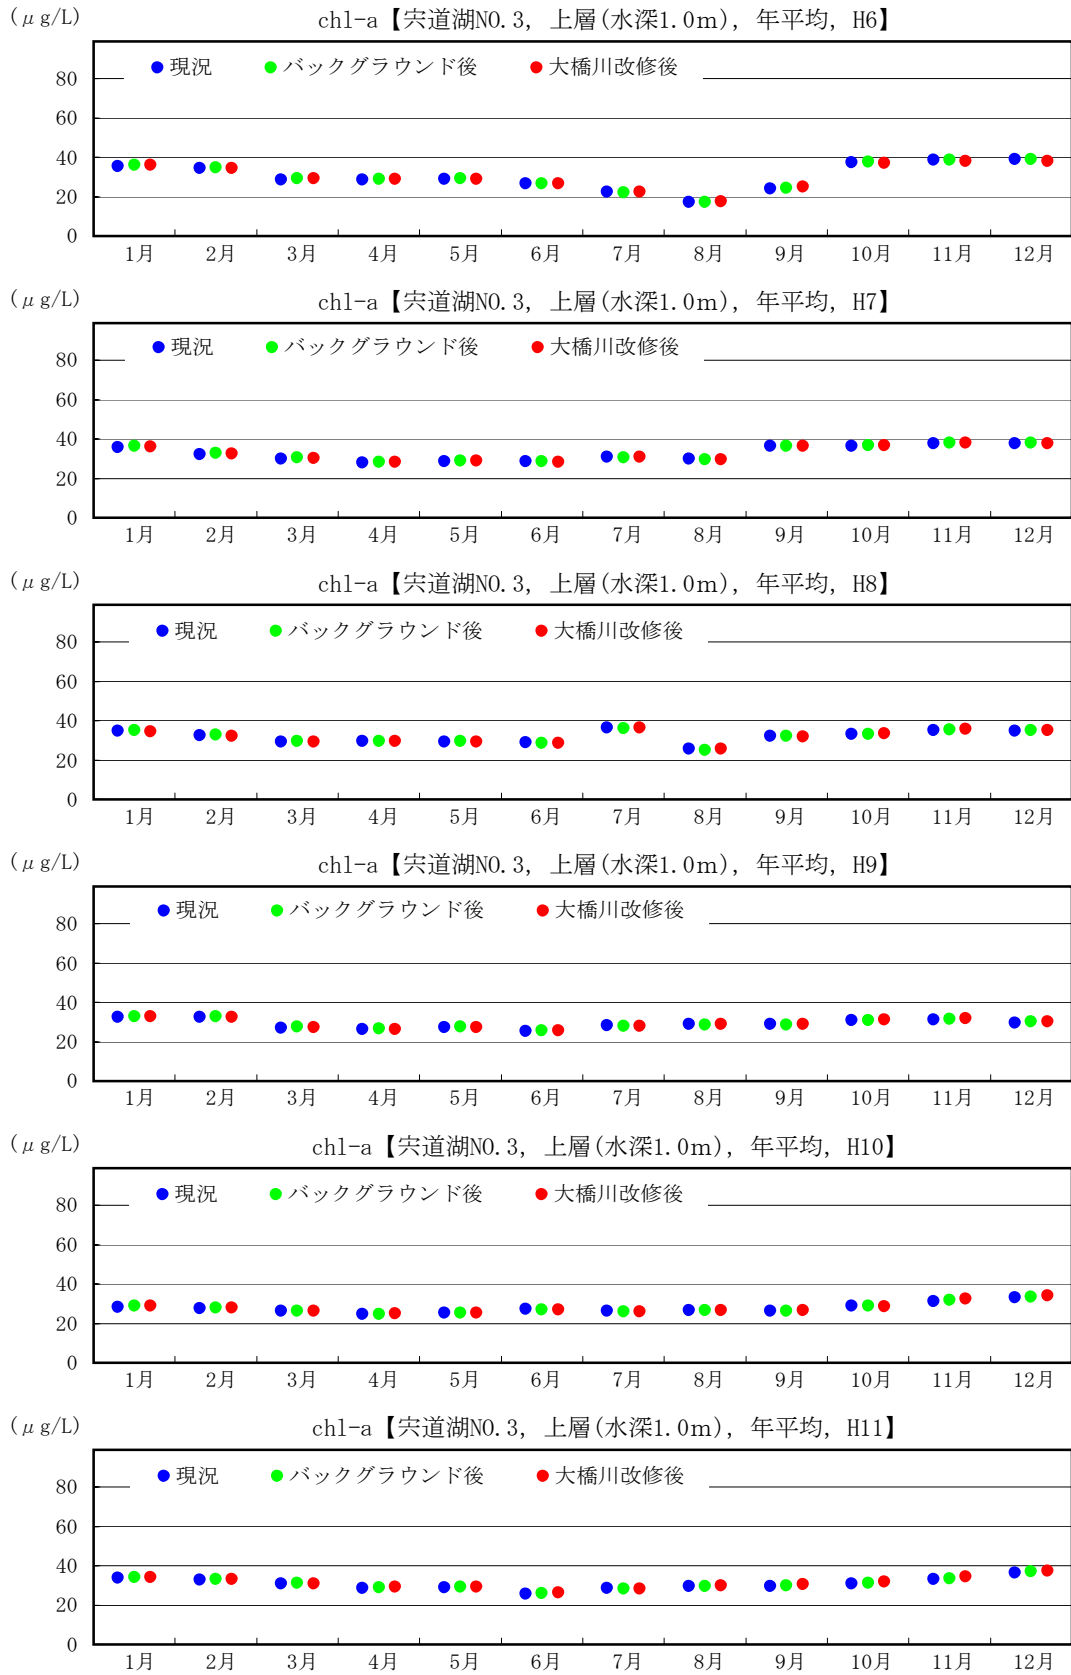 (μg/L) chl-a【宍道湖NO.3, 上層(水深1.0m), 年平均, H6】
80 現況 バックグラウンド後 大橋川改修後
60
40
20
0
1月 2月 3月 4月 5月 6月 7月 8月 9月 10月 11月 12月
(μg/L) chl-a【宍道湖NO.3, 上層(水深1.0m), 年平均, H7】
80 現況 バックグラウンド後 大橋川改修後
60
40
20
0
1月 2月 3月 4月 5月 6月 7月 8月 9月 10月 11月 12月
(μg/L) chl-a【宍道湖NO.3, 上層(水深1.0m), 年平均, H8】
80 現況 バックグラウンド後 大橋川改修後
60
40
20
0
1月 2月 3月 4月 5月 6月 7月 8月 9月 10月 11月 12月
(μg/L) chl-a【宍道湖NO.3, 上層(水深1.0m), 年平均, H9】
80 現況 バックグラウンド後 大橋川改修後
60
40
20
0
1月 2月 3月 4月 5月 6月 7月 8月 9月 10月 11月 12月
(μg/L) chl-a【宍道湖NO.3, 上層(水深1.0m), 年平均, H10】
80 現況 バックグラウンド後 大橋川改修後
60
40
20
0
1月 2月 3月 4月 5月 6月 7月 8月 9月 10月 11月 12月
(μg/L) chl-a【宍道湖NO.3, 上層(水深1.0m), 年平均, H11】
80 現況 バックグラウンド後 大橋川改修後
60
40
20
0
1月 2月 3月 4月 5月 6月 7月 8月 9月 10月 11月 12月